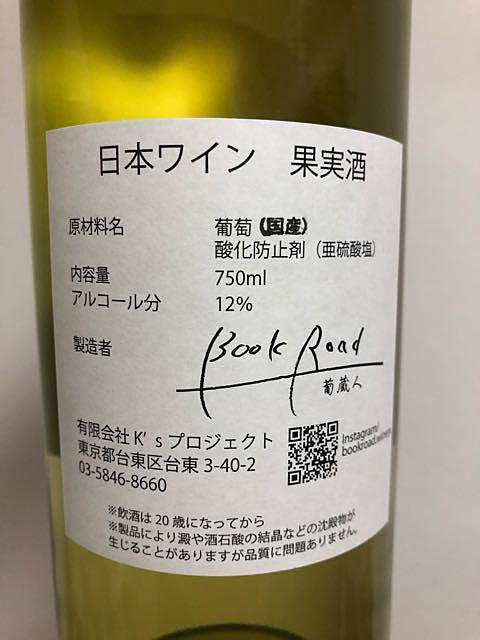 日本ワイン 果実酒
原材料名 葡萄（国産）
酸化防止剤（亜硫酸塩）
内容量 750ml
アルコール分 12%
製造者 Book Road
葡蔵人
有限会社K's プロジェクト
東京都台東区台東 3-40-2
03-5846-8660
Instagram/
bookroad.winery
※飲酒は20歳になってから
※製品により澱や酒石酸の結晶などの沈殿物が
生じることがありますが品質に問題ありません。